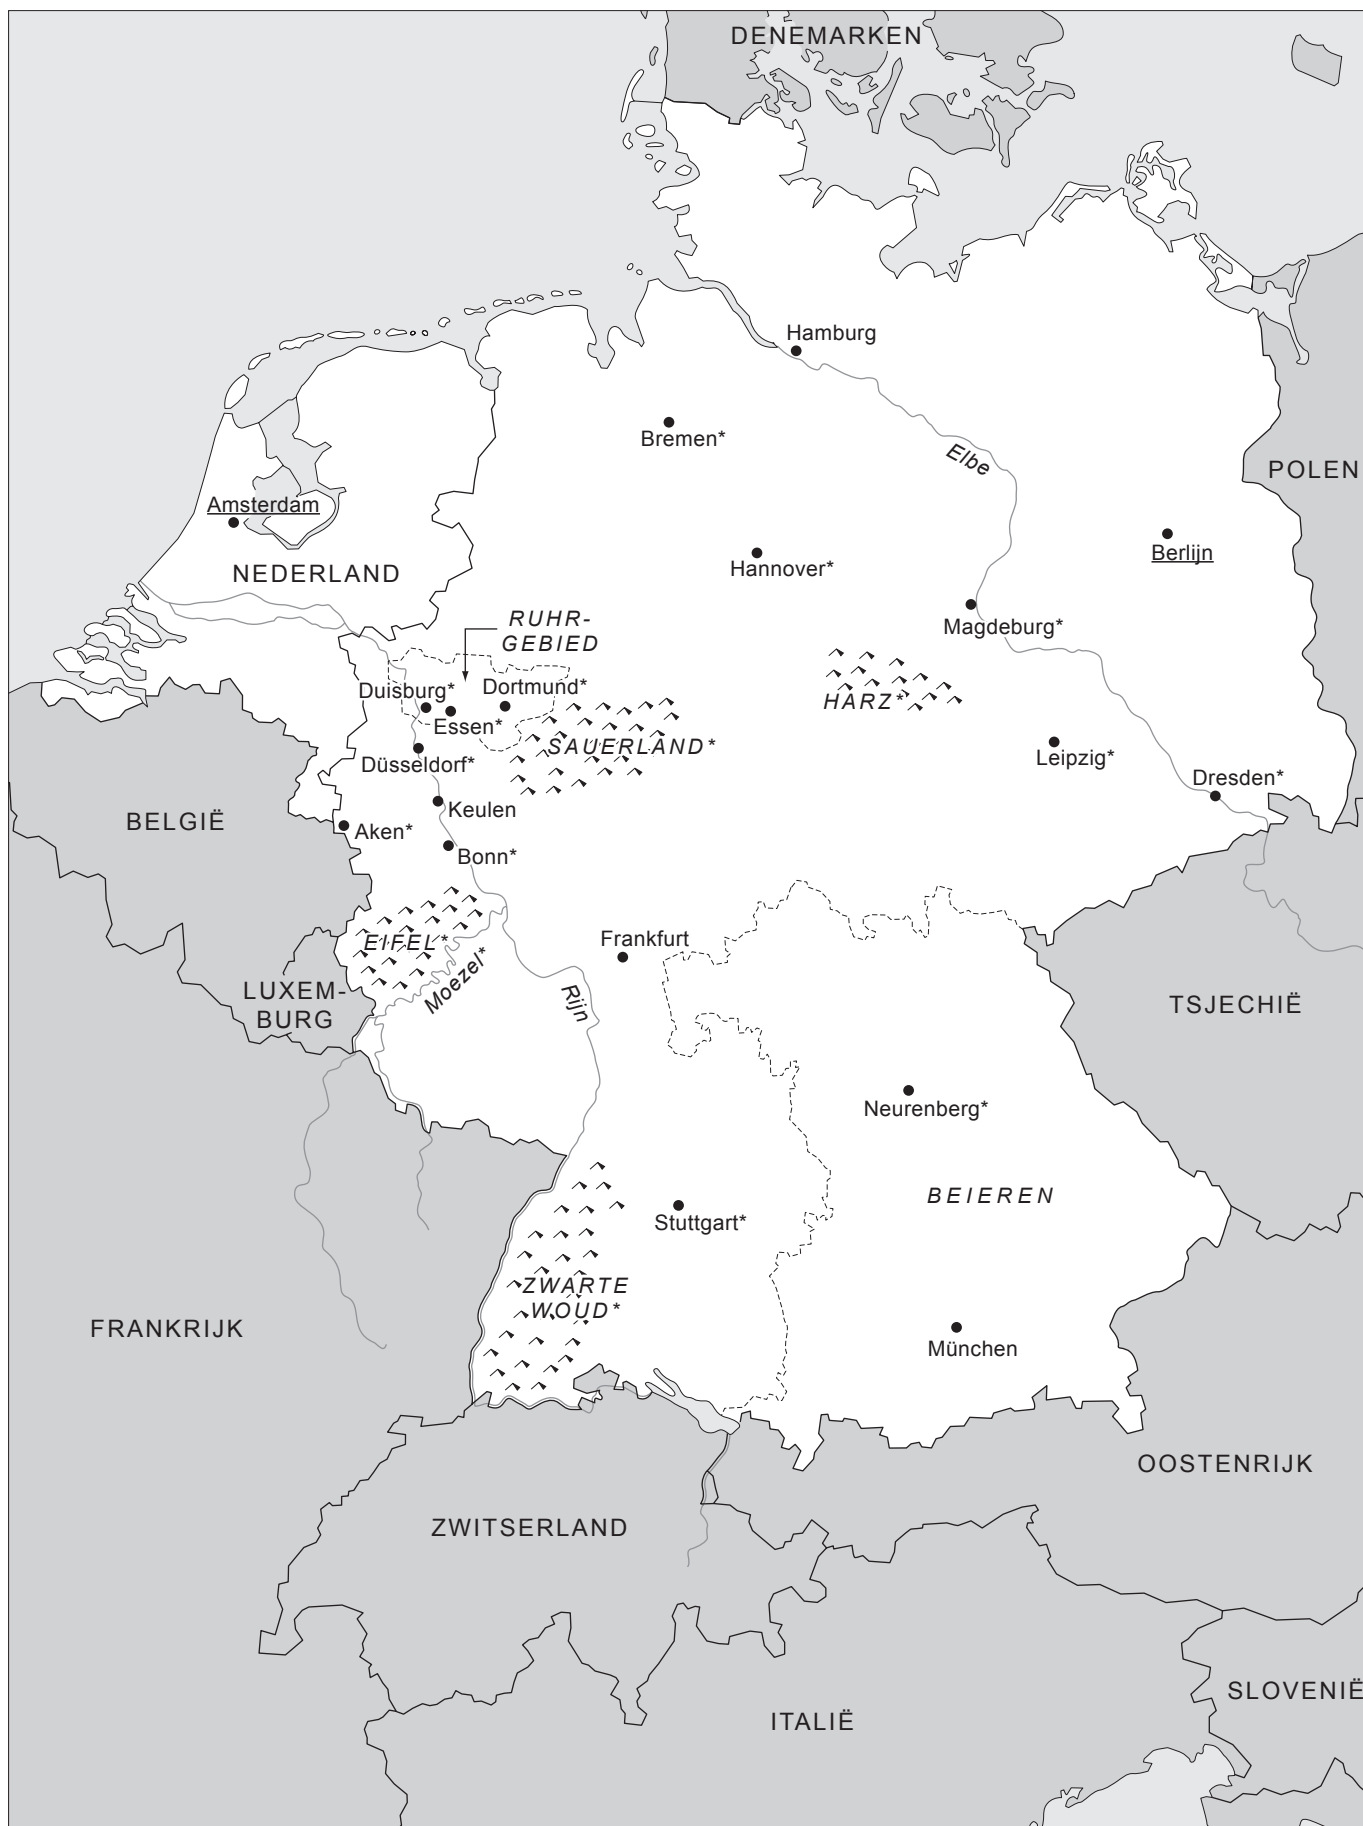 DENEMARKEN
Hamburg
Bremen*
Elbe
POLEN
Amsterdam
Berlijn
NEDERLAND
Hannover*
RUHR-
GEBIED
Magdeburg*
Duisburg*
Dortmund*
HARZ*
Essen*
SAUERLAND*
Leipzig*
Düsseldorf*
Dresden*
Keulen
BELGIË
Aken*
Bonn*
EIFEL*
Frankfurt
Moezel*
LUXEM-
BURG
Rijn
TSJECHIË
Neurenberg*
BEIEREN
Stuttgart*
ZWARTE
WOUD*
FRANKRIJK
München
OOSTENRIJK
ZWITSERLAND
SLOVENIË
ITALIË